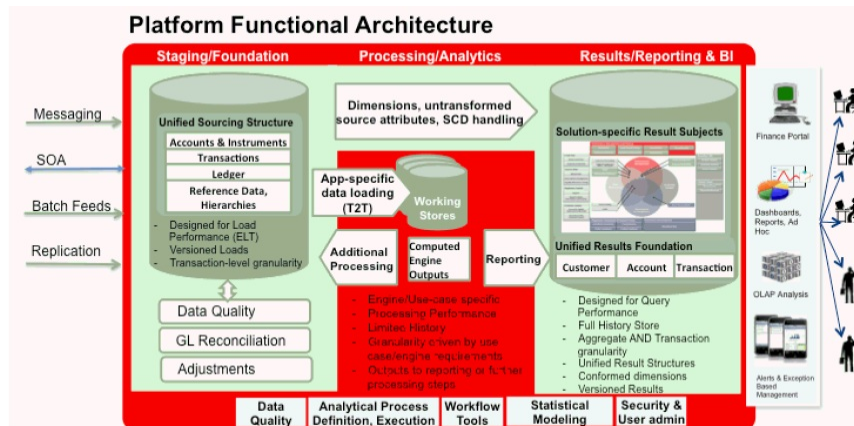 Platform Functional Architecture
Staging/Foundation
Processing/Analytics
Results/Reporting & BI
Messaging
SOA
Batch Feeds
Replication
Unified Sourcing Structure
Accounts & Instruments
Transactions
Ledger
Reference Data,
Hierarchies
- Designed for Load
Performance (ELT)
- Versioned Loads
- Transaction-level granularity
Data Quality
GL Reconciliation
Adjustments
Dimensions, untransformed
source attributes, SCD handling
App-specific
data loading
(T2T)
Working
Stores
Additional
Processing
Computed
Engine
Outputs
Reporting
- Engine/Use-case specific
- Processing Performance
- Limited History
- Granularity driven by use
case/engine requirements
- Outputs to reporting or further
processing steps
Solution-specific Result Subjects
Unified Results Foundation
Customer
Account
Transaction
- Designed for Query
Performance
- Full History Store
- Aggregate AND Transaction
granularity
- Unified Result Structures
- Conformed dimensions
- Versioned Results
Finance Portal
Dashboards,
Reports, Ad
Hoc
OLAP Analysis
Alerts & Exception
Based
Management
Data
Quality
Analytical Process
Definition, Execution
Workflow
Tools
Statistical
Modeling
Security &
User admin